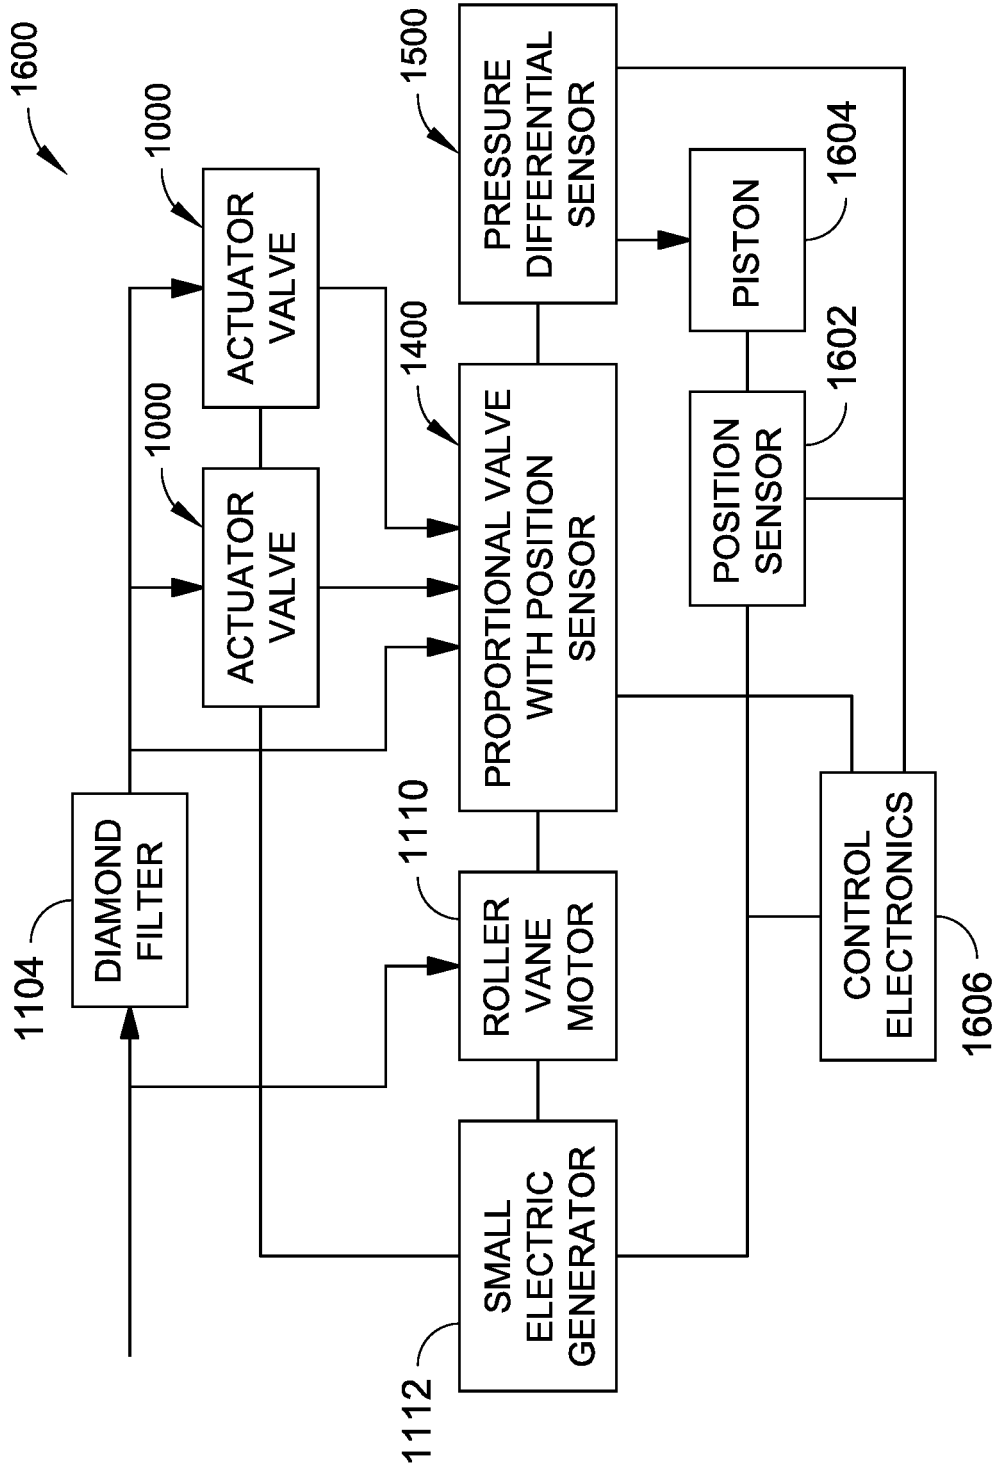 1600
1104
DIAMOND
FILTER
1000
ACTUATOR
VALVE
1000
ACTUATOR
VALVE
1112
SMALL
ELECTRIC
GENERATOR
1110
ROLLER
VANE
MOTOR
1400
PROPORTIONAL VALVE
WITH POSITION
SENSOR
1500
PRESSURE
DIFFERENTIAL
SENSOR
POSITION
SENSOR
1602
PISTON
1604
CONTROL
ELECTRONICS
1606